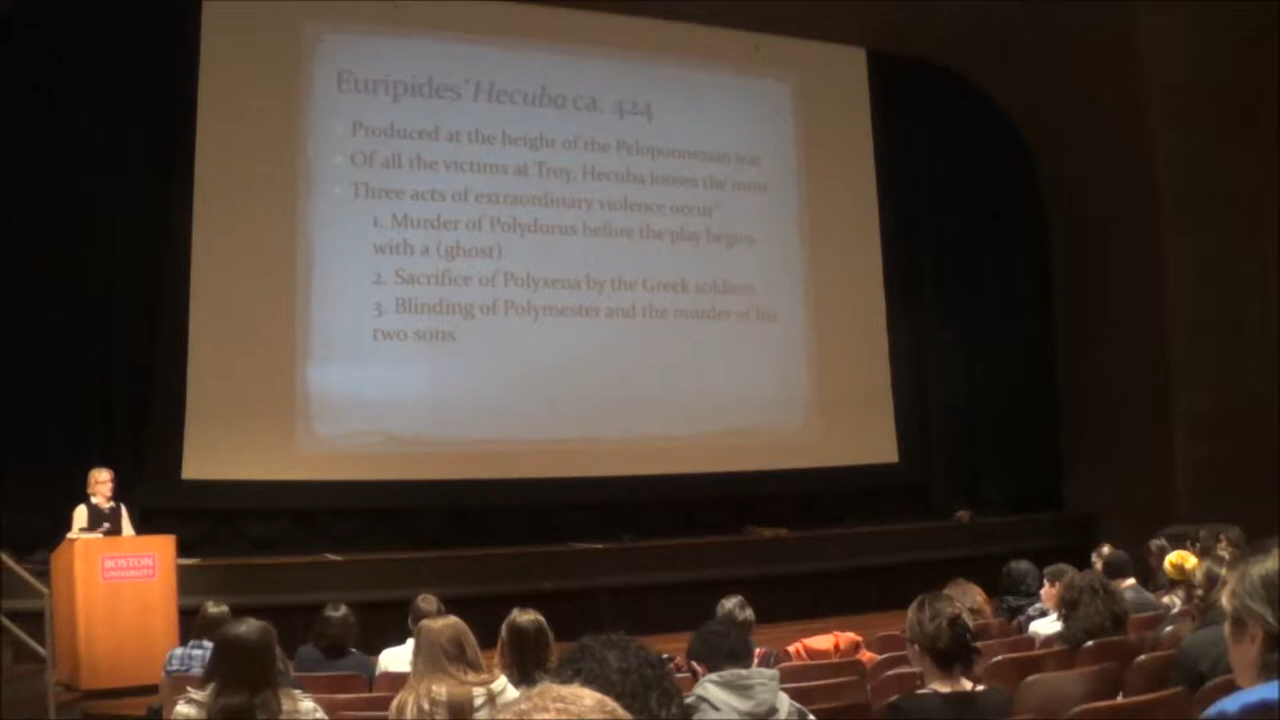 Euripides' Hecuba ca. 424
Produced at the height of the Peloponnesian war
Of all the victims at Troy, Hecuba looses the most
Three acts of extraordinary violence occur"
1. Murder of Polydorus before the play begins
with a (ghost)
2. Sacrifice of Polyxena by the Greek soldiers
3. Blinding of Polymester and the murder of his
two sons
BOSTON
UNIVERSITY